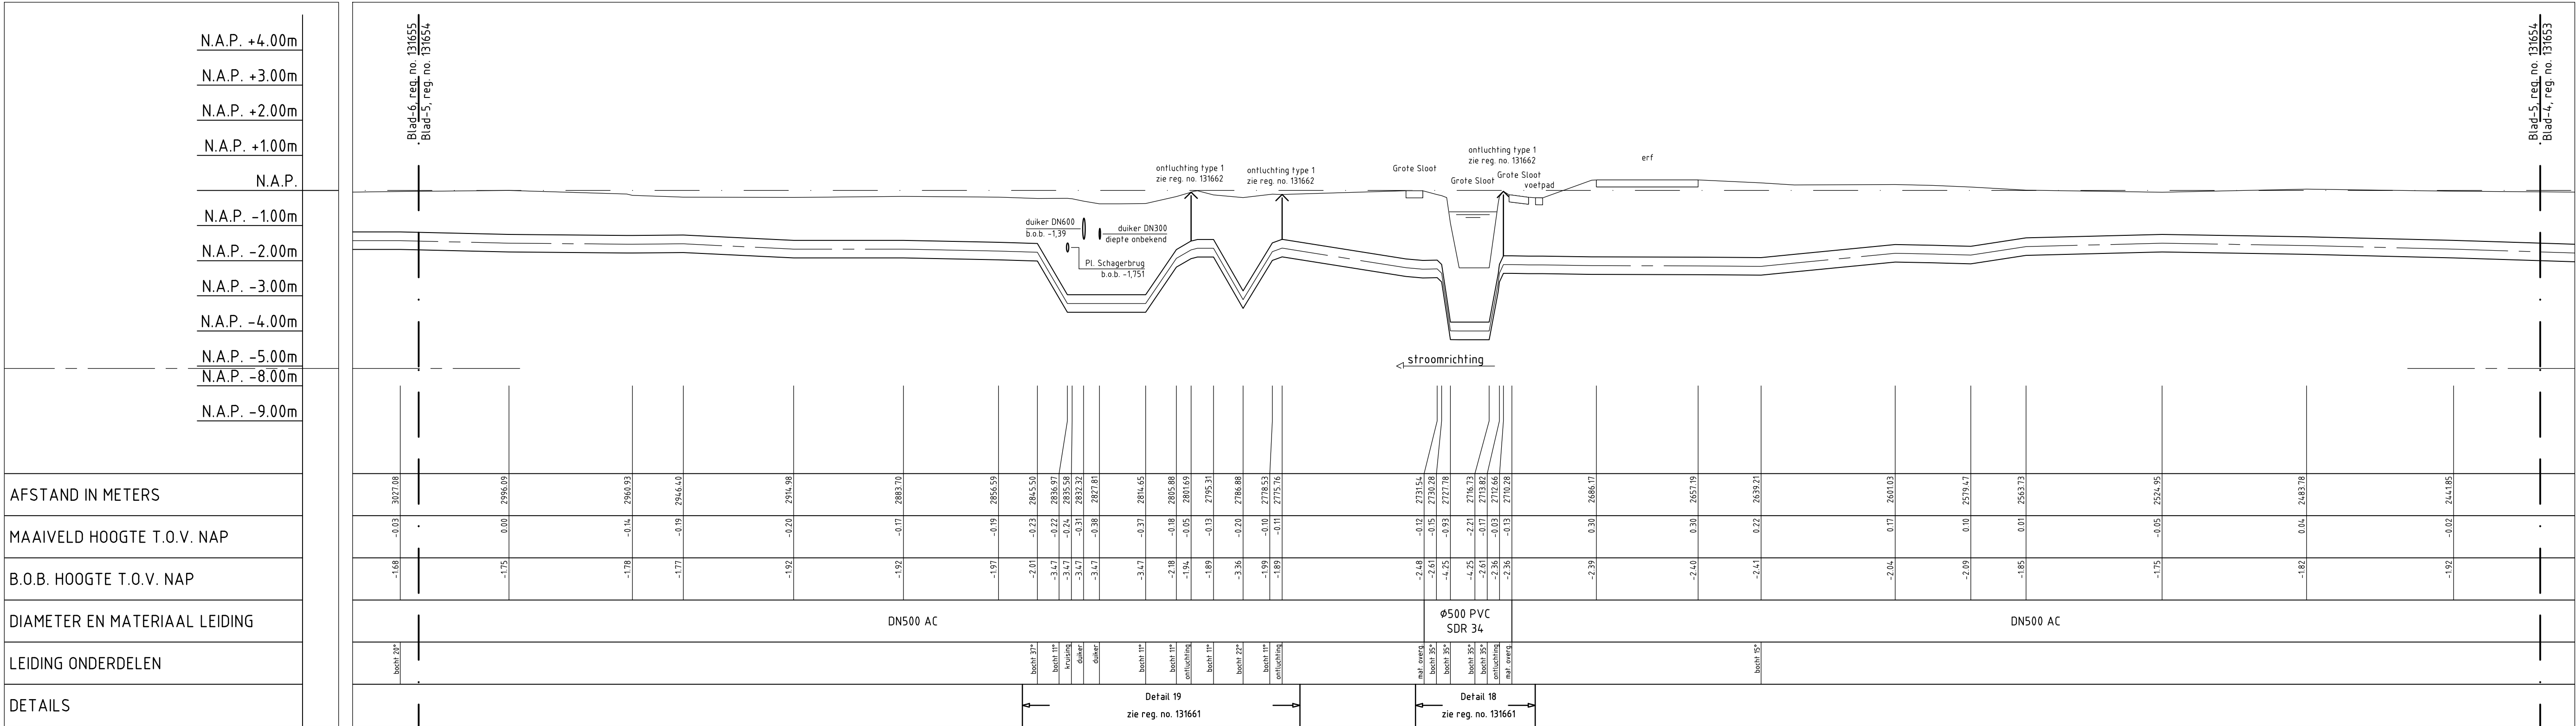 N.A.P. +4.00m
N.A.P. +3.00m
N.A.P. +2.00m
N.A.P. +1.00m
N.A.P.
N.A.P. -1.00m
N.A.P. -2.00m
N.A.P. -3.00m
N.A.P. -4.00m
N.A.P. -5.00m
N.A.P. -8.00m
N.A.P. -9.00m
Blad-6, reg. no. 131655
Blad-5, reg. no. 131654
duiker DN600
b.o.b. -1,39
duiker DN300
diepte onbekend
Pl. Schagerbrug
b.o.b. -1,751
ontluchting type 1
zie reg. no. 131662
ontluchting type 1
zie reg. no. 131662
Grote Sloot
ontluchting type 1
zie reg. no. 131662
Grote Sloot
Grote Sloot
voetpad
erf
stroomrichting
Blad-5, reg. no. 131654
Blad-4, reg. no. 131653
AFSTAND IN METERS
3027.08 2996.09 2960.93 2946.40 2914.98 2883.70 2856.59 2845.50 2836.97 2835.58 2832.32 2827.81 2814.65 2805.88 2801.69 2795.31 2786.88 2778.53 2775.76 2731.54 2730.28 2727.78 2716.73 2713.82 2712.66 2710.28 2686.17 2657.19 2639.21 2601.03 2579.47 2563.73 2524.95 2483.78 2441.85
MAAIVELD HOOGTE T.O.V. NAP
-0.03 0.00 -0.14 -0.19 -0.20 -0.17 -0.19 -0.23 -0.22 -0.24 -0.31 -0.38 -0.37 -0.18 -0.05 -0.13 -0.20 -0.10 -0.11 -0.12 -0.15 -0.93 -2.21 -0.17 -0.03 -0.13 0.30 0.30 0.22 0.17 0.10 0.01 -0.05 0.04 -0.02
B.O.B. HOOGTE T.O.V. NAP
-1.68 -1.75 -1.78 -1.77 -1.92 -1.92 -1.97 -2.01 -3.47 -3.47 -3.47 -3.47 -3.47 -2.18 -1.94 -1.89 -3.36 -1.99 -1.89 -2.48 -2.61 -4.25 -4.25 -2.61 -2.36 -2.36 -2.39 -2.40 -2.41 -2.04 -2.09 -1.85 -1.75 -1.82 -1.92
DIAMETER EN MATERIAAL LEIDING
DN500 AC
Ø500 PVC
SDR 34
DN500 AC
LEIDING ONDERDELEN
bocht 20° bocht 37° bocht 11° kruising duiker duiker bocht 11° bocht 11° ontluchting bocht 11° bocht 22° bocht 11° ontluchting mat. overg. bocht 35° bocht 35° bocht 35° bocht 35° ontluchting mat. overg. bocht 15°
DETAILS
Detail 19
zie reg. no. 131661
Detail 18
zie reg. no. 131661